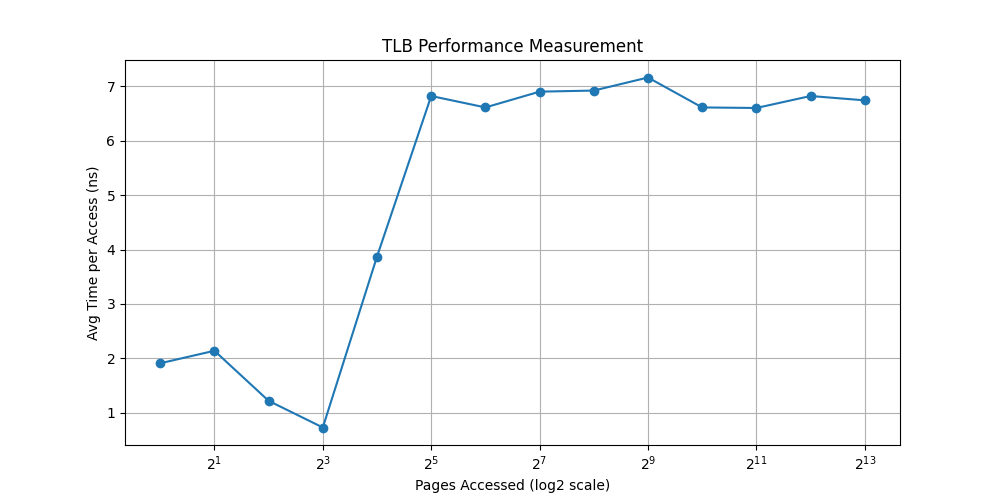 TLB Performance Measurement
Avg Time per Access (ns)
7
6
5
4
3
2
1
2^1 2^3 2^5 2^7 2^9 2^11 2^13
Pages Accessed (log2 scale)